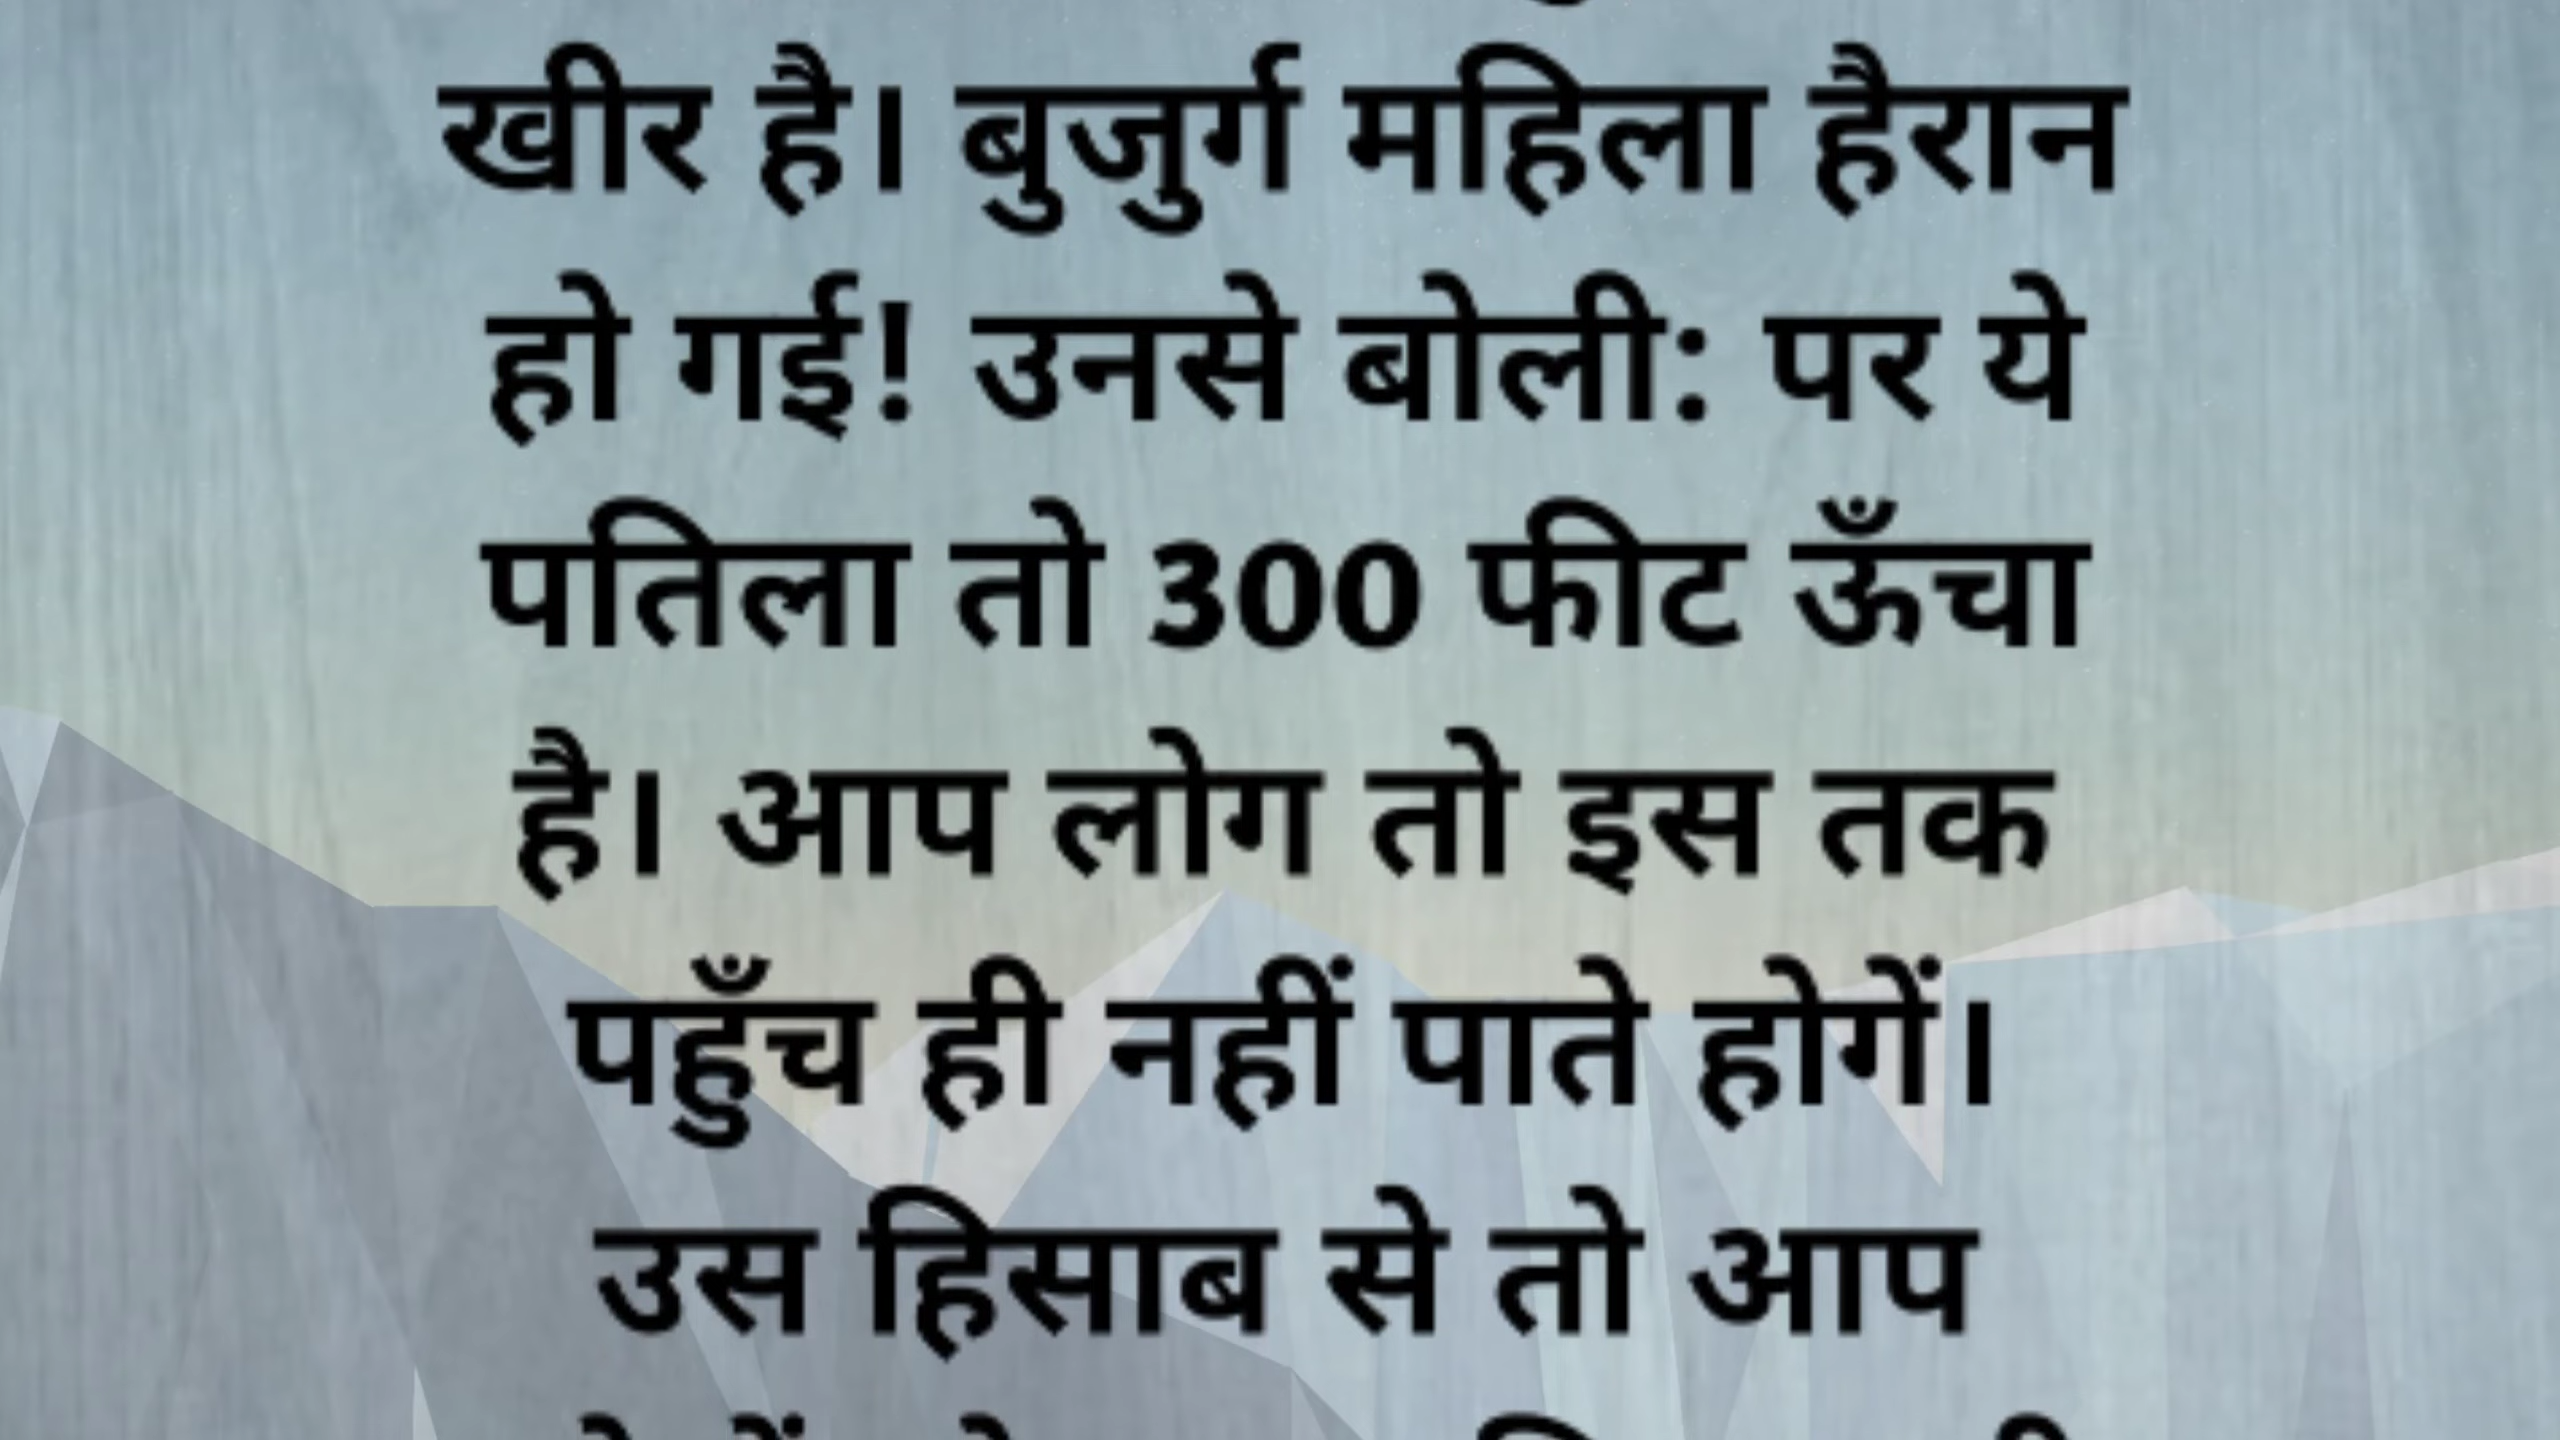 खीर है। बुजुर्ग महिला हैरान
हो गई! उनसे बोली: पर ये
पतिला तो 300 फीट ऊँचा
है। आप लोग तो इस तक
पहुँच ही नहीं पाते होगें।
उस हिसाब से तो आप